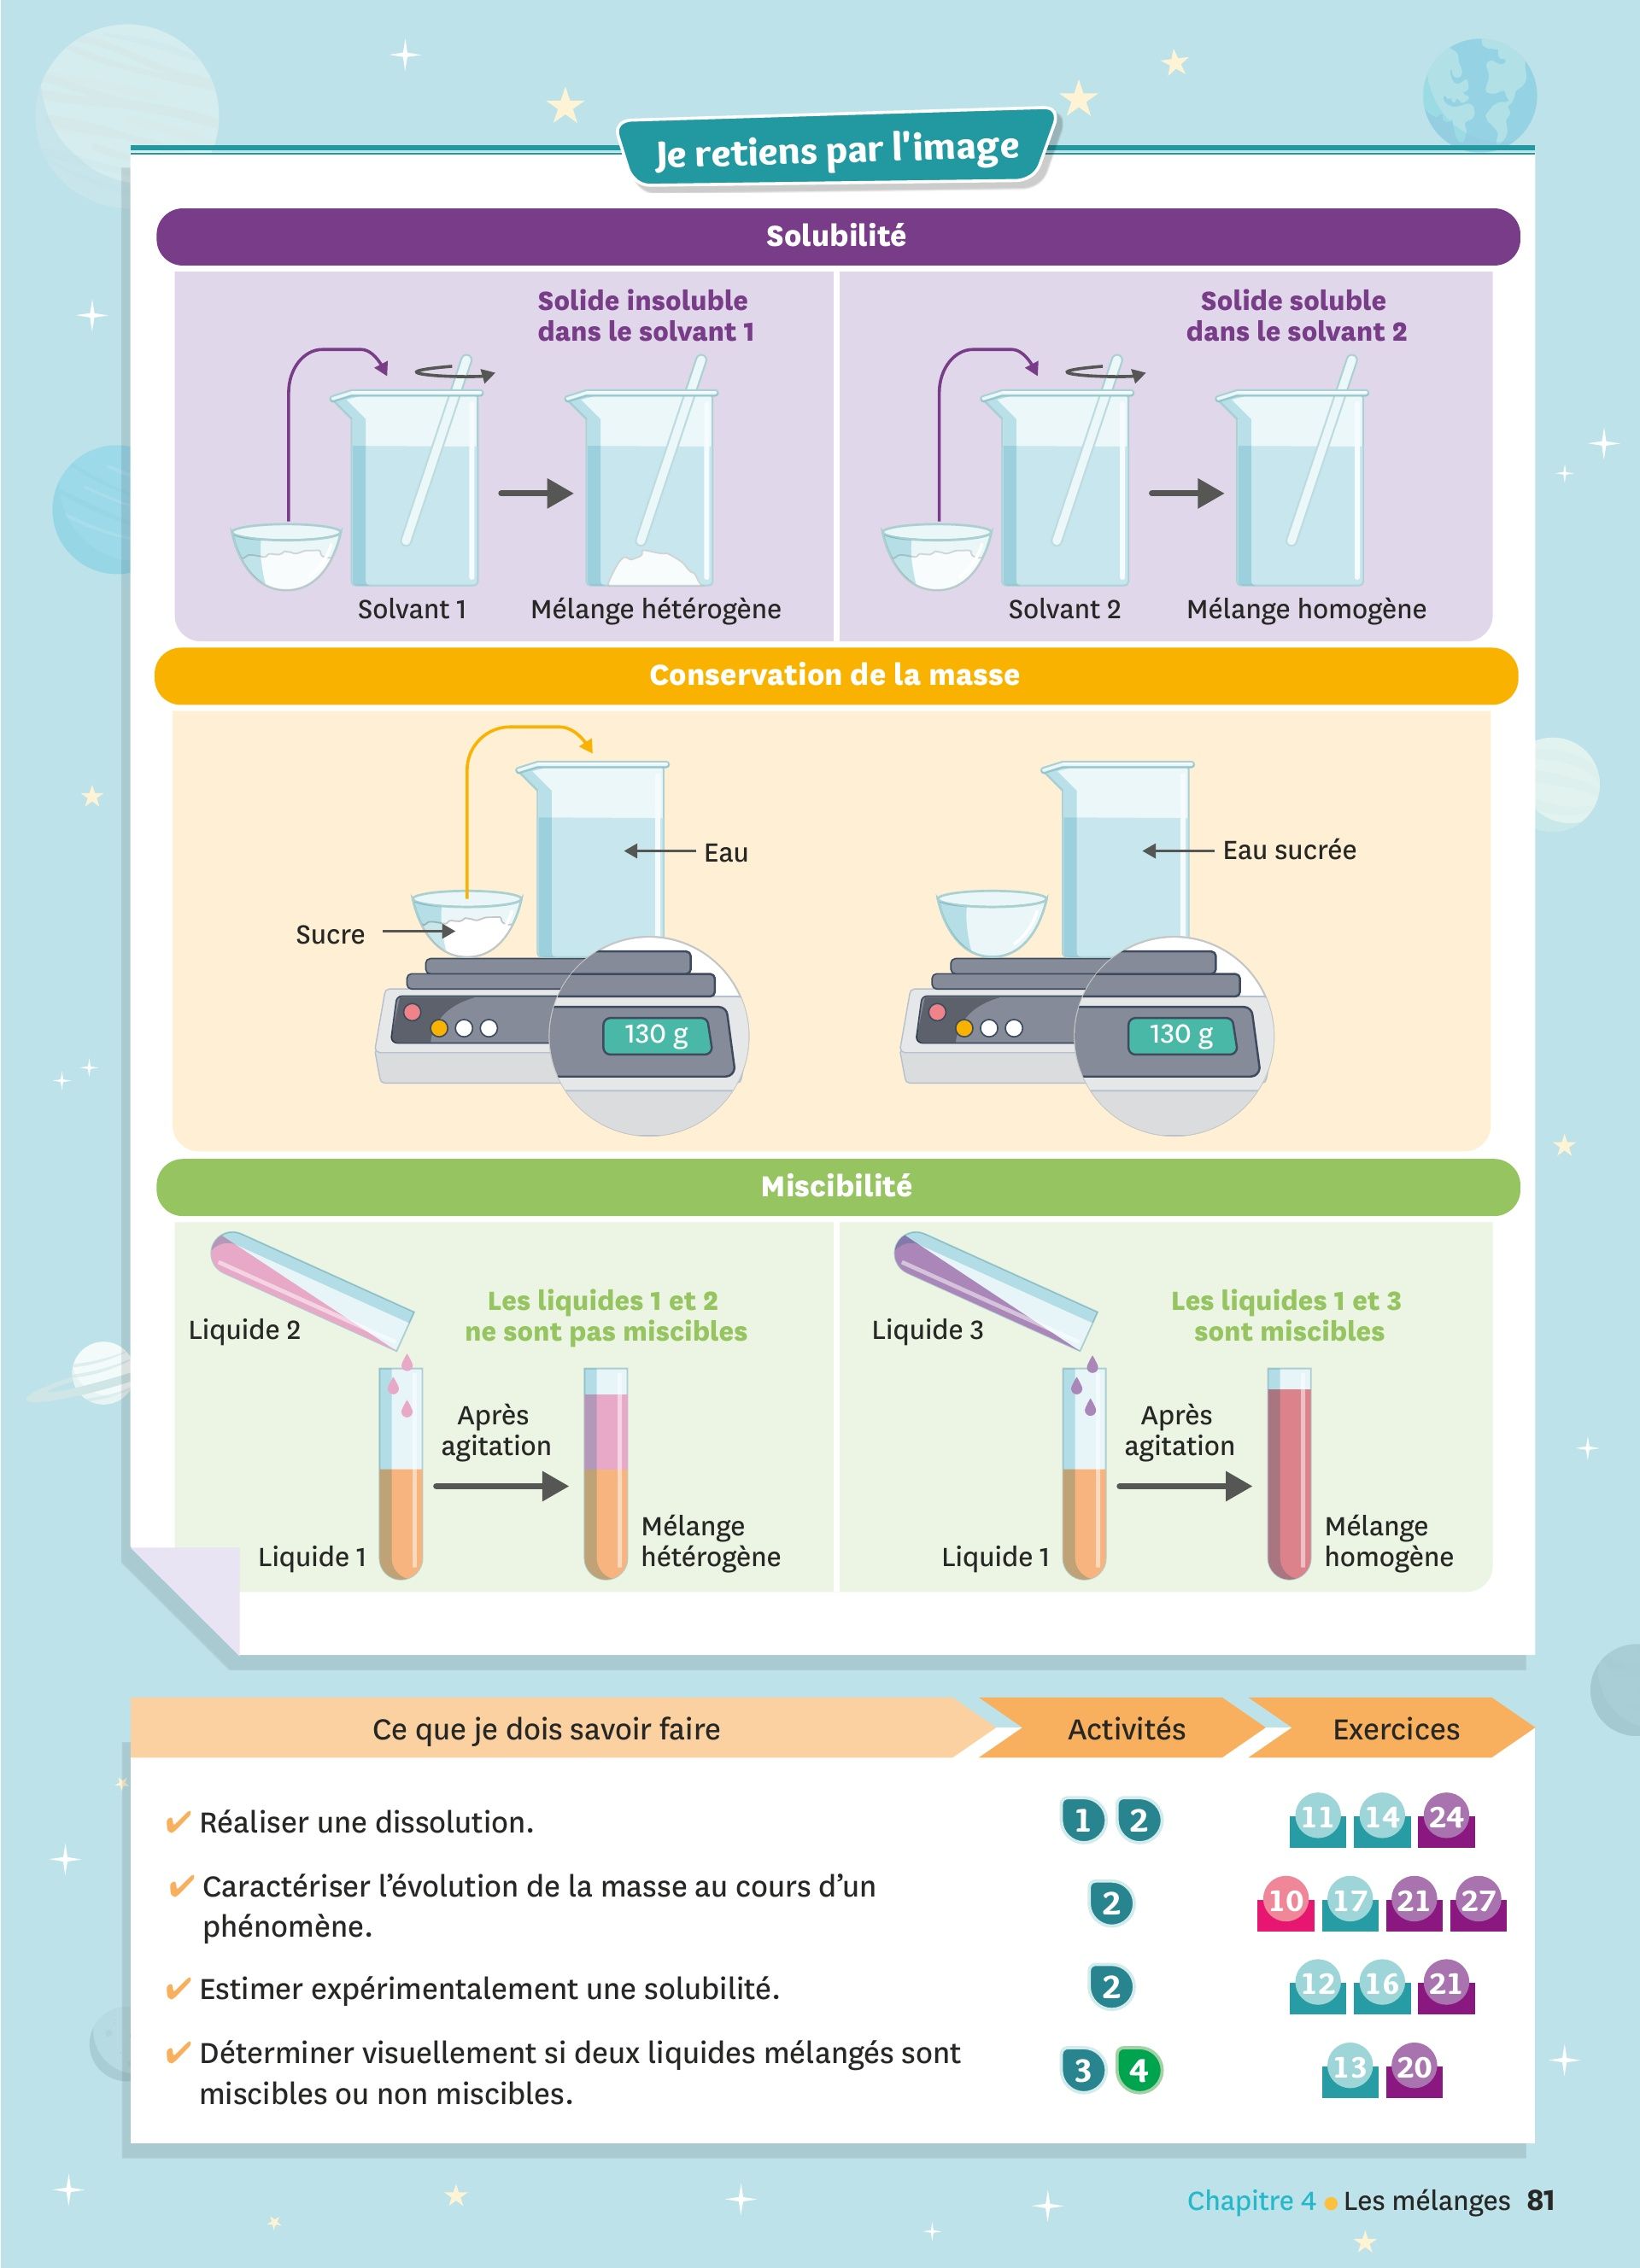 Je retiens par l'image
Solubilité
Solide insoluble
dans le solvant 1
Solvant 1
Mélange hétérogène
Solide soluble
dans le solvant 2
Solvant 2
Mélange homogène
Conservation de la masse
Eau
Sucre
130 g
Eau sucrée
130 g
Miscibilité
Liquide 2
Les liquides 1 et 2
ne sont pas miscibles
Après
agitation
Liquide 1
Mélange
hétérogène
Liquide 3
Les liquides 1 et 3
sont miscibles
Après
agitation
Liquide 1
Mélange
homogène
Ce que je dois savoir faire
Activités
Exercices
✔ Réaliser une dissolution.
1 2
11 14 24
✔ Caractériser l’évolution de la masse au cours d’un
phénomène.
2
10 17 21 27
✔ Estimer expérimentalement une solubilité.
2
12 16 21
✔ Déterminer visuellement si deux liquides mélangés sont
miscibles ou non miscibles.
3 4
13 20
Chapitre 4 ● Les mélanges 81